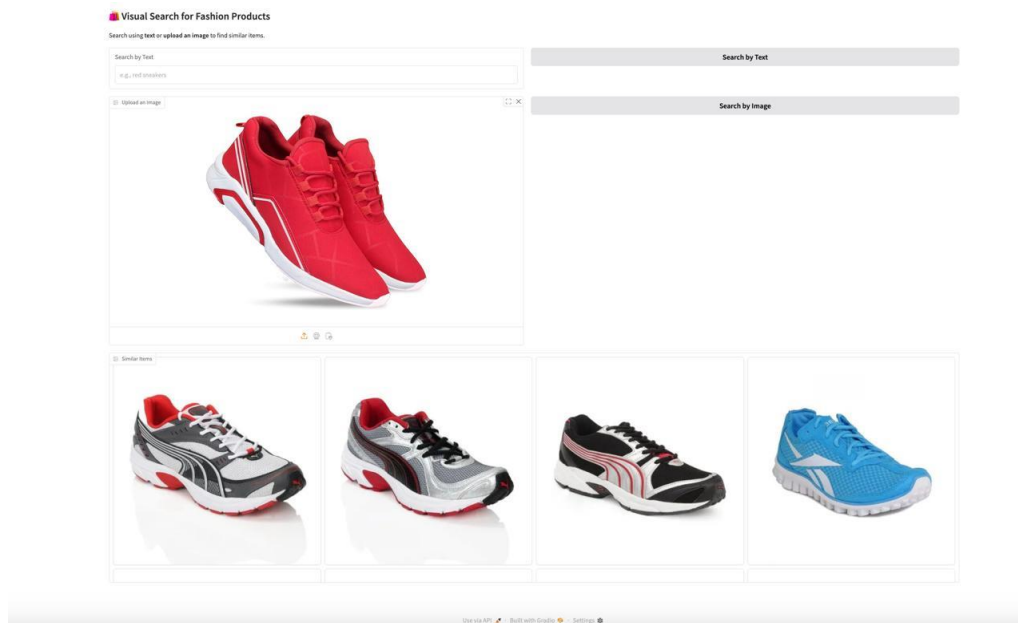 🛍️ Visual Search for Fashion Products
Search using text or upload an image to find similar items.
Search by Text
e.g., red sneakers
Search by Text
Upload an image
Search by Image
Similar Items
Use via API 🚀 · Built with Gradio 🧡 · Settings ⚙️